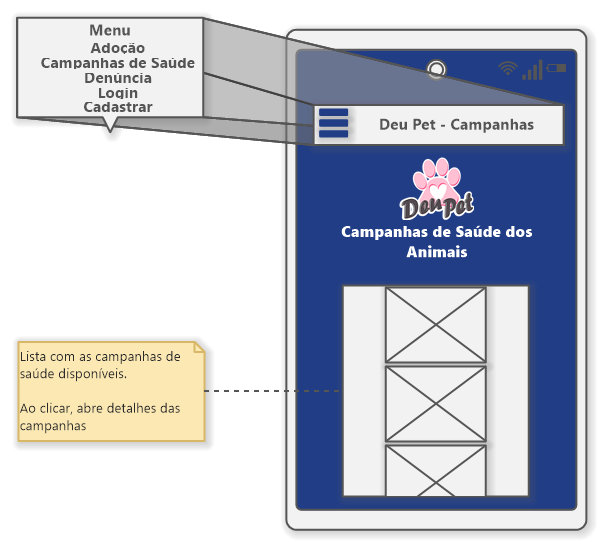 Menu
Adoção
Campanhas de Saúde
Denúncia
Login
Cadastrar
Deu Pet - Campanhas
Deu Pet
Campanhas de Saúde dos
Animais
Lista com as campanhas de
saúde disponíveis.
Ao clicar, abre detalhes das
campanhas